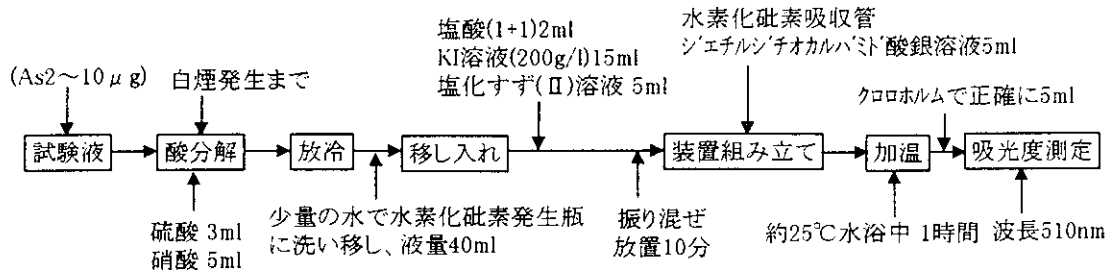 塩酸(1+1)2ml
KI溶液(200g/l)15ml
塩化すず(Ⅱ)溶液 5ml
水素化砒素吸収管
ジエチルジチオカルバミド酸銀溶液5ml
(As2～10μg)
白煙発生まで
クロロホルムで正確に5ml
試験液
酸分解
放冷
移し入れ
装置組み立て
加温
吸光度測定
硫酸 3ml
硝酸 5ml
少量の水で水素化砒素発生瓶
に洗い移し、液量40ml
振り混ぜ
放置10分
約25℃水浴中 1時間
波長510nm